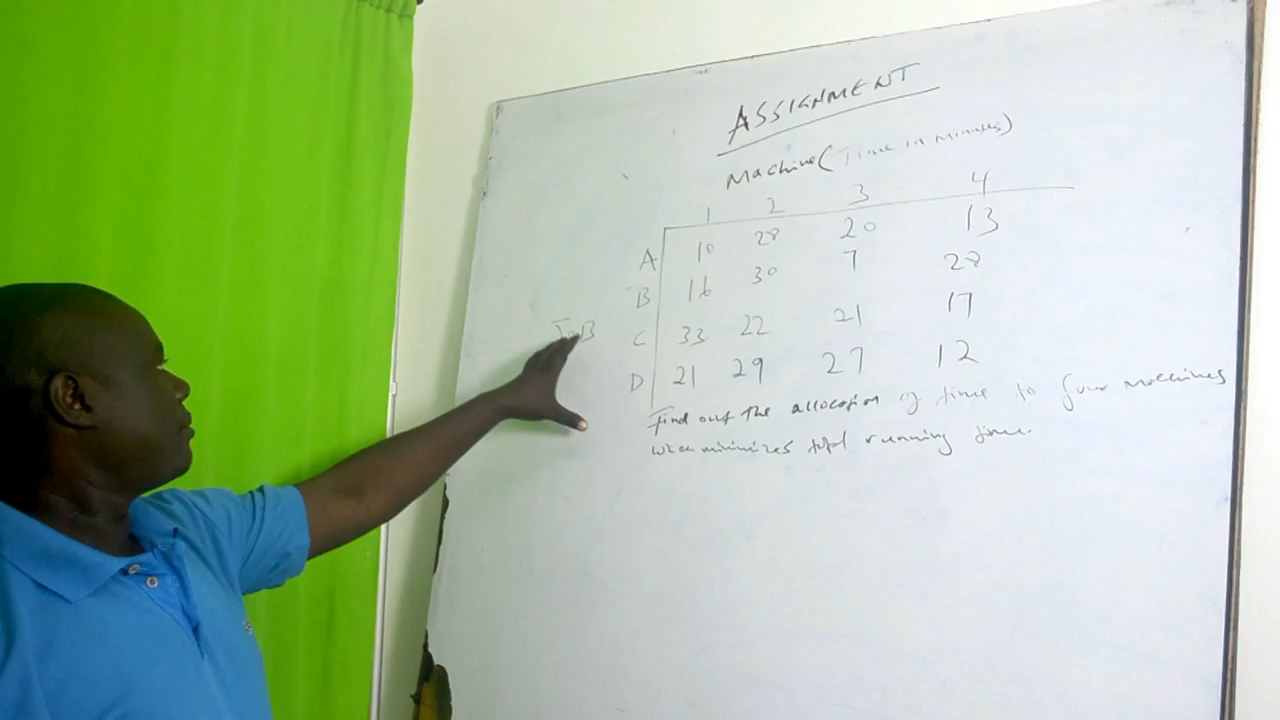 ASSIGNMENT
Machine (Time in minutes)
1 2 3 4
A 10 28 20 13
B 16 30 7 28
JoB C 33 22 21 17
D 21 29 27 12
Find out the allocation of time to four machines
minimizes total running time.